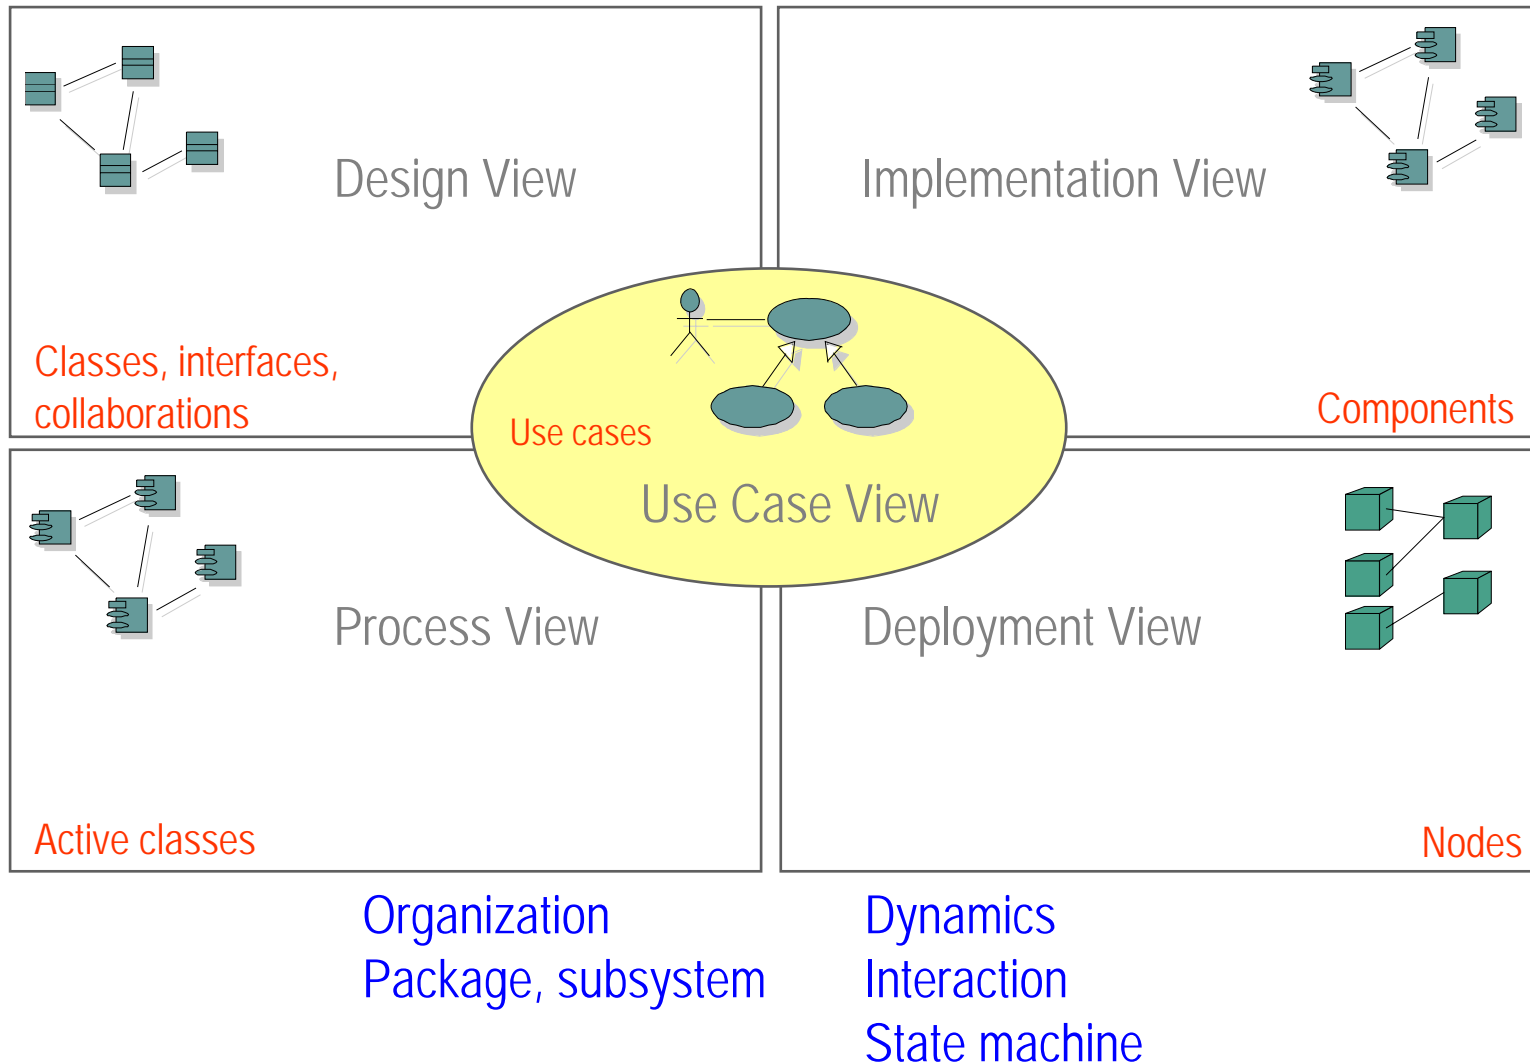 Design View
Implementation View
Classes, interfaces,
collaborations
Components
Use cases
Use Case View
Process View
Deployment View
Active classes
Nodes
Organization
Package, subsystem
Dynamics
Interaction
State machine